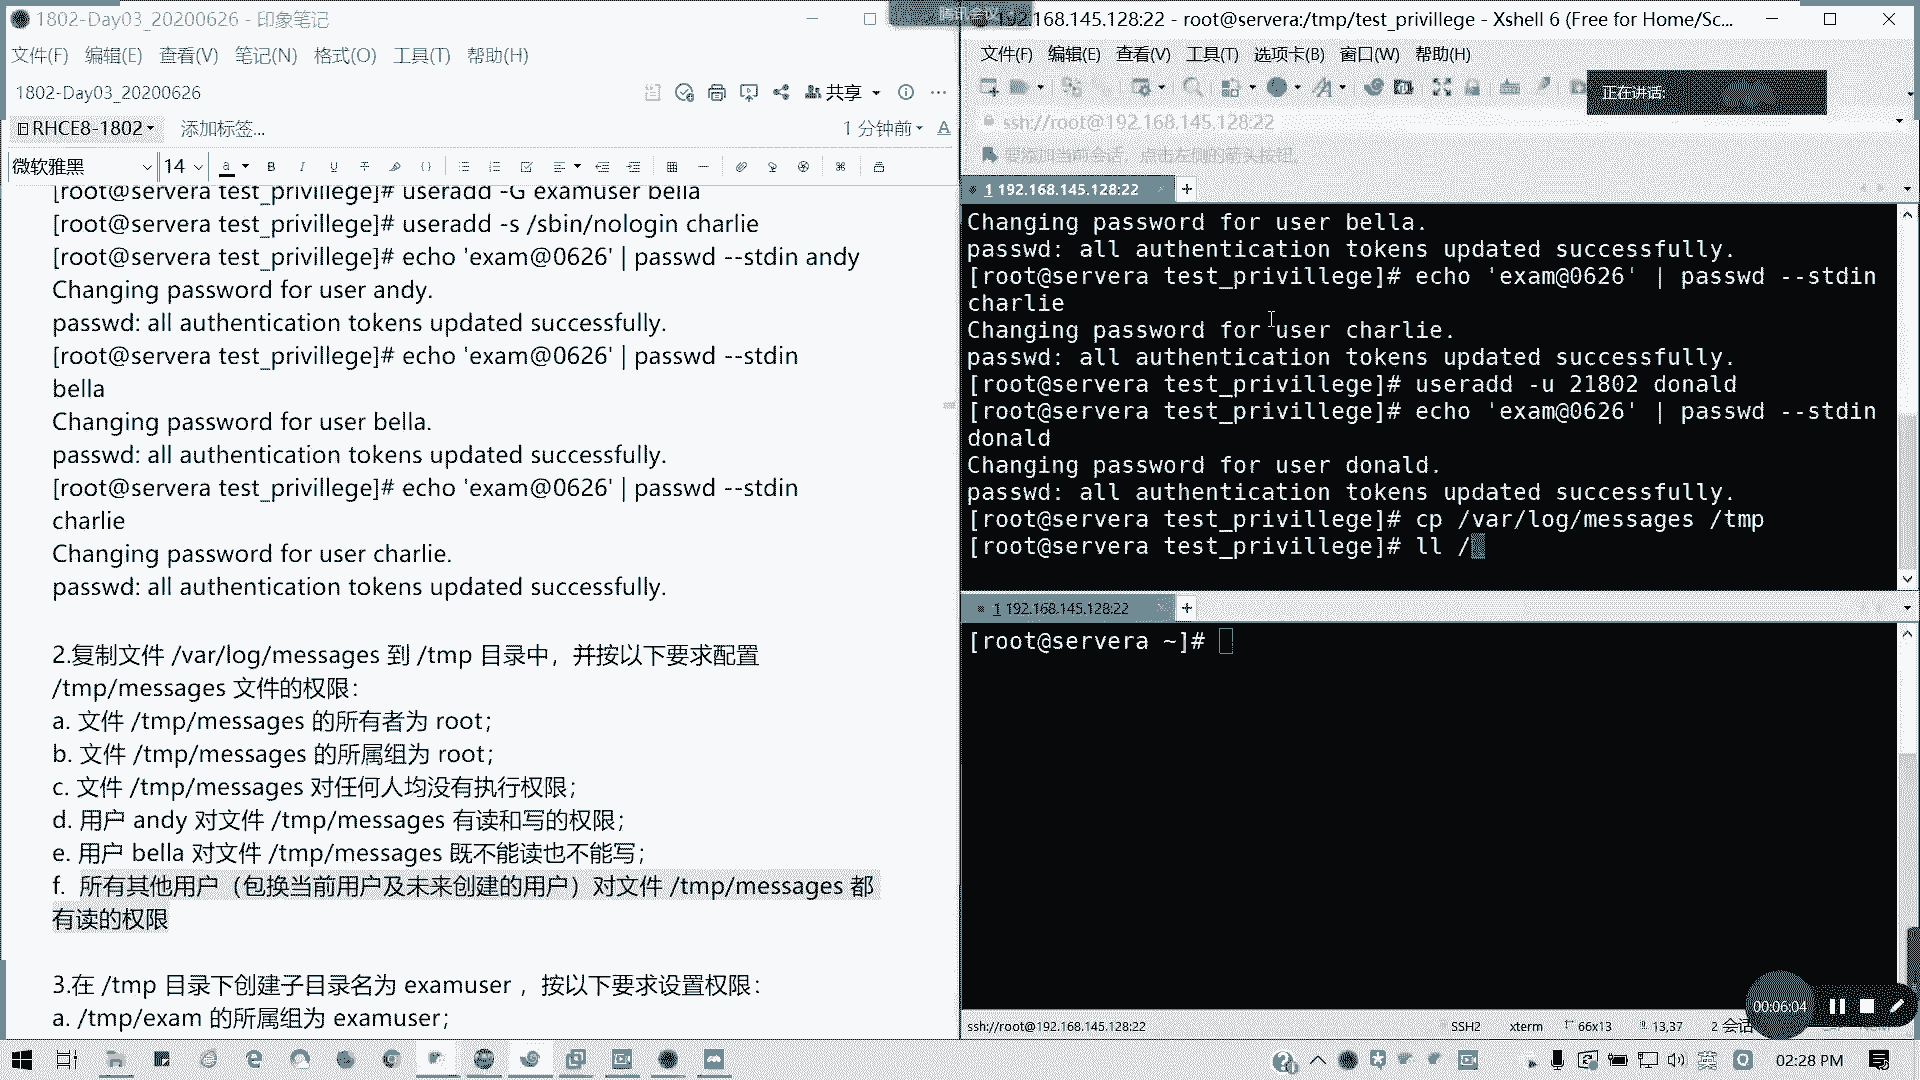 1802-Day03_20200626 - 印象笔记
文件(F) 编辑(E) 查看(V) 笔记(N) 格式(O) 工具(T) 帮助(H)
1802-Day03_20200626
共享
RHCE8-1802
添加标签...
1 分钟前
微软雅黑 14
[root@servera test_privillege]# useradd -G examuser bella
[root@servera test_privillege]# useradd -s /sbin/nologin charlie
[root@servera test_privillege]# echo 'exam@0626' | passwd --stdin andy
Changing password for user andy.
passwd: all authentication tokens updated successfully.
[root@servera test_privillege]# echo 'exam@0626' | passwd --stdin
bella
Changing password for user bella.
passwd: all authentication tokens updated successfully.
[root@servera test_privillege]# echo 'exam@0626' | passwd --stdin
charlie
Changing password for user charlie.
passwd: all authentication tokens updated successfully.
2.复制文件 /var/log/messages 到 /tmp 目录中，并按以下要求配置
/tmp/messages 文件的权限：
a. 文件 /tmp/messages 的所有者为 root；
b. 文件 /tmp/messages 的所属组为 root；
c. 文件 /tmp/messages 对任何人均没有执行权限；
d. 用户 andy 对文件 /tmp/messages 有读和写的权限；
e. 用户 bella 对文件 /tmp/messages 既不能读也不能写；
f. 所有其他用户（包换当前用户及未来创建的用户）对文件 /tmp/messages 都
有读的权限
3.在 /tmp 目录下创建子目录名为 examuser ，按以下要求设置权限：
a. /tmp/exam 的所属组为 examuser；
192.168.145.128:22 - root@servera:/tmp/test_privillege - Xshell 6 (Free for Home/Sc...
文件(F) 编辑(E) 查看(V) 工具(T) 选项卡(B) 窗口(W) 帮助(H)
正在讲话:
ssh://root@192.168.145.128:22
要添加当前会话，点击左侧的箭头按钮。
1 192.168.145.128:22
Changing password for user bella.
passwd: all authentication tokens updated successfully.
[root@servera test_privillege]# echo 'exam@0626' | passwd --stdin
charlie
Changing password for user charlie.
passwd: all authentication tokens updated successfully.
[root@servera test_privillege]# useradd -u 21802 donald
[root@servera test_privillege]# echo 'exam@0626' | passwd --stdin
donald
Changing password for user donald.
passwd: all authentication tokens updated successfully.
[root@servera test_privillege]# cp /var/log/messages /tmp
[root@servera test_privillege]# ll /
1 192.168.145.128:22
[root@servera ~]#
00:06:04
ssh://root@192.168.145.128:22 SSH2 xterm 66x13 13,37 2 会话
英
02:28 PM